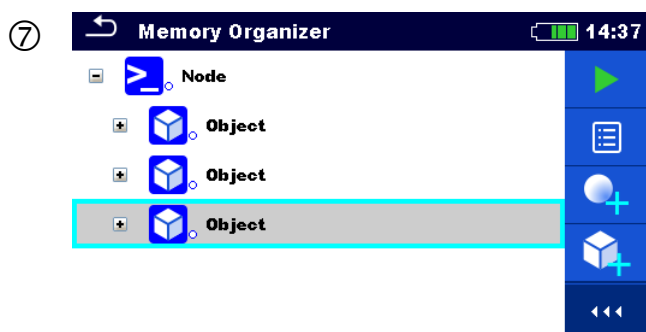 ⑦
Memory Organizer 14:37
Node
Object
Object
Object